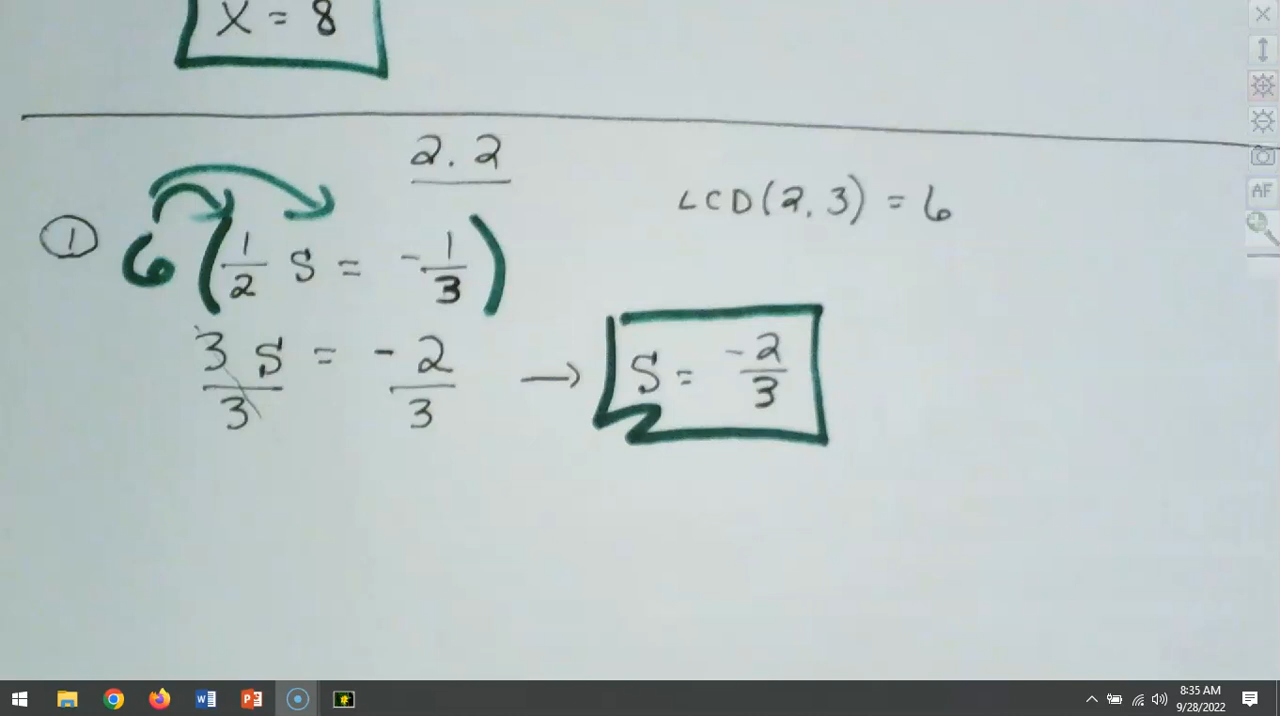 X = 8
2.2
LCD(2,3) = 6
① 6 (1/2 S = -1/3)
3S/3 = -2/3 → S = -2/3
AF
8:35 AM
9/28/2022